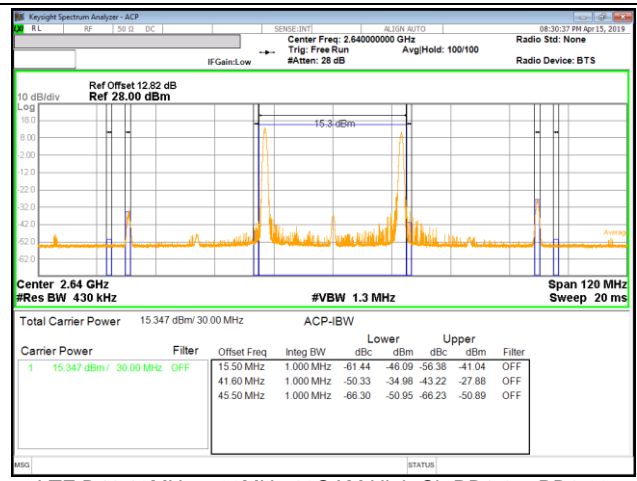 Keysight Spectrum Analyzer - ACP
RL RF 50 Ω DC SENSE:INT ALIGN AUTO 08:30:37 PM Apr 15, 2019
Center Freq: 2.640000000 GHz Radio Std: None
Trig: Free Run Avg|Hold: 100/100
IFGain:Low #Atten: 28 dB Radio Device: BTS
Ref Offset 12.82 dB
10 dB/div Ref 28.00 dBm
Log
18.0
8.00
-2.00
-12.0
-22.0
-32.0
-42.0
-52.0
-62.0
15.3 dBm
Average
Center 2.64 GHz Span 120 MHz
#Res BW 430 kHz #VBW 1.3 MHz Sweep 20 ms
Total Carrier Power 15.347 dBm/ 30.00 MHz ACP-IBW
Lower Upper
Carrier Power Filter Offset Freq Integ BW dBc dBm dBc dBm Filter
1 15.347 dBm / 30.00 MHz OFF 15.50 MHz 1.000 MHz -61.44 -46.09 -56.38 -41.04 OFF
41.60 MHz 1.000 MHz -50.33 -34.98 -43.22 -27.88 OFF
45.50 MHz 1.000 MHz -66.30 -50.95 -66.23 -50.89 OFF
MSG STATUS